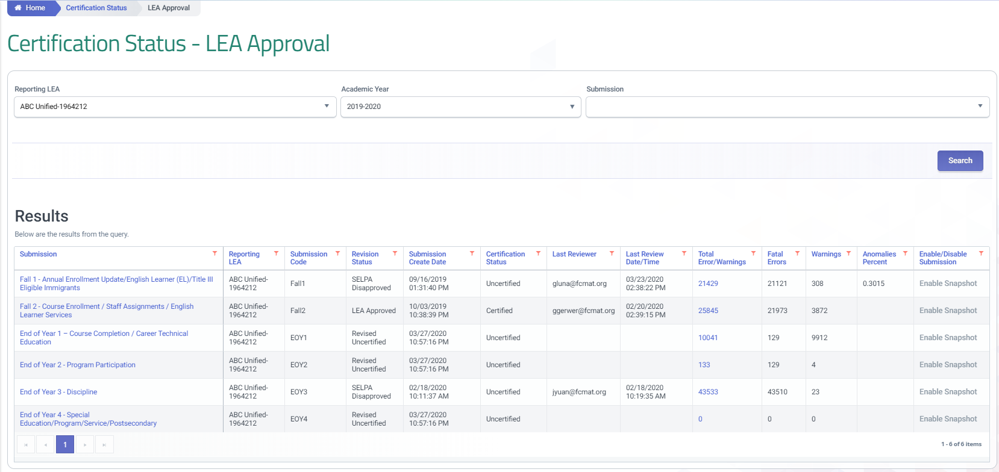 Home Certification Status LEA Approval
Certification Status - LEA Approval
Reporting LEA Academic Year Submission
ABC Unified-1964212 2019-2020
Search
Results
Below are the results from the query.
Submission Reporting LEA Submission Code Revision Status Submission Create Date Certification Status Last Reviewer Last Review Date/Time Total Error/Warnings Fatal Errors Warnings Anomalies Percent Enable/Disable Submission
Fall 1 - Annual Enrollment Update/English Learner (EL)/Title III Eligible Immigrants ABC Unified-1964212 Fall1 SELPA Disapproved 09/16/2019 01:31:40 PM Uncertified gluna@fcmat.org 03/23/2020 02:38:22 PM 21429 21121 308 0.3015 Enable Snapshot
Fall 2 - Course Enrollment / Staff Assignments / English Learner Services ABC Unified-1964212 Fall2 LEA Approved 10/03/2019 10:38:39 PM Certified ggerwer@fcmat.org 02/20/2020 02:39:15 PM 25845 21973 3872 Enable Snapshot
End of Year 1 – Course Completion / Career Technical Education ABC Unified-1964212 EOY1 Revised Uncertified 03/27/2020 10:57:16 PM Uncertified 10041 129 9912 Enable Snapshot
End of Year 2 - Program Participation ABC Unified-1964212 EOY2 Revised Uncertified 03/27/2020 10:57:16 PM Uncertified 133 129 4 Enable Snapshot
End of Year 3 - Discipline ABC Unified-1964212 EOY3 SELPA Disapproved 02/18/2020 10:11:37 AM Uncertified jyuan@fcmat.org 02/18/2020 10:19:35 AM 43533 43510 23 Enable Snapshot
End of Year 4 - Special Education/Program/Service/Postsecondary ABC Unified-1964212 EOY4 Revised Uncertified 03/27/2020 10:57:16 PM Uncertified 0 0 0 Enable Snapshot
1 1 - 6 of 6 items